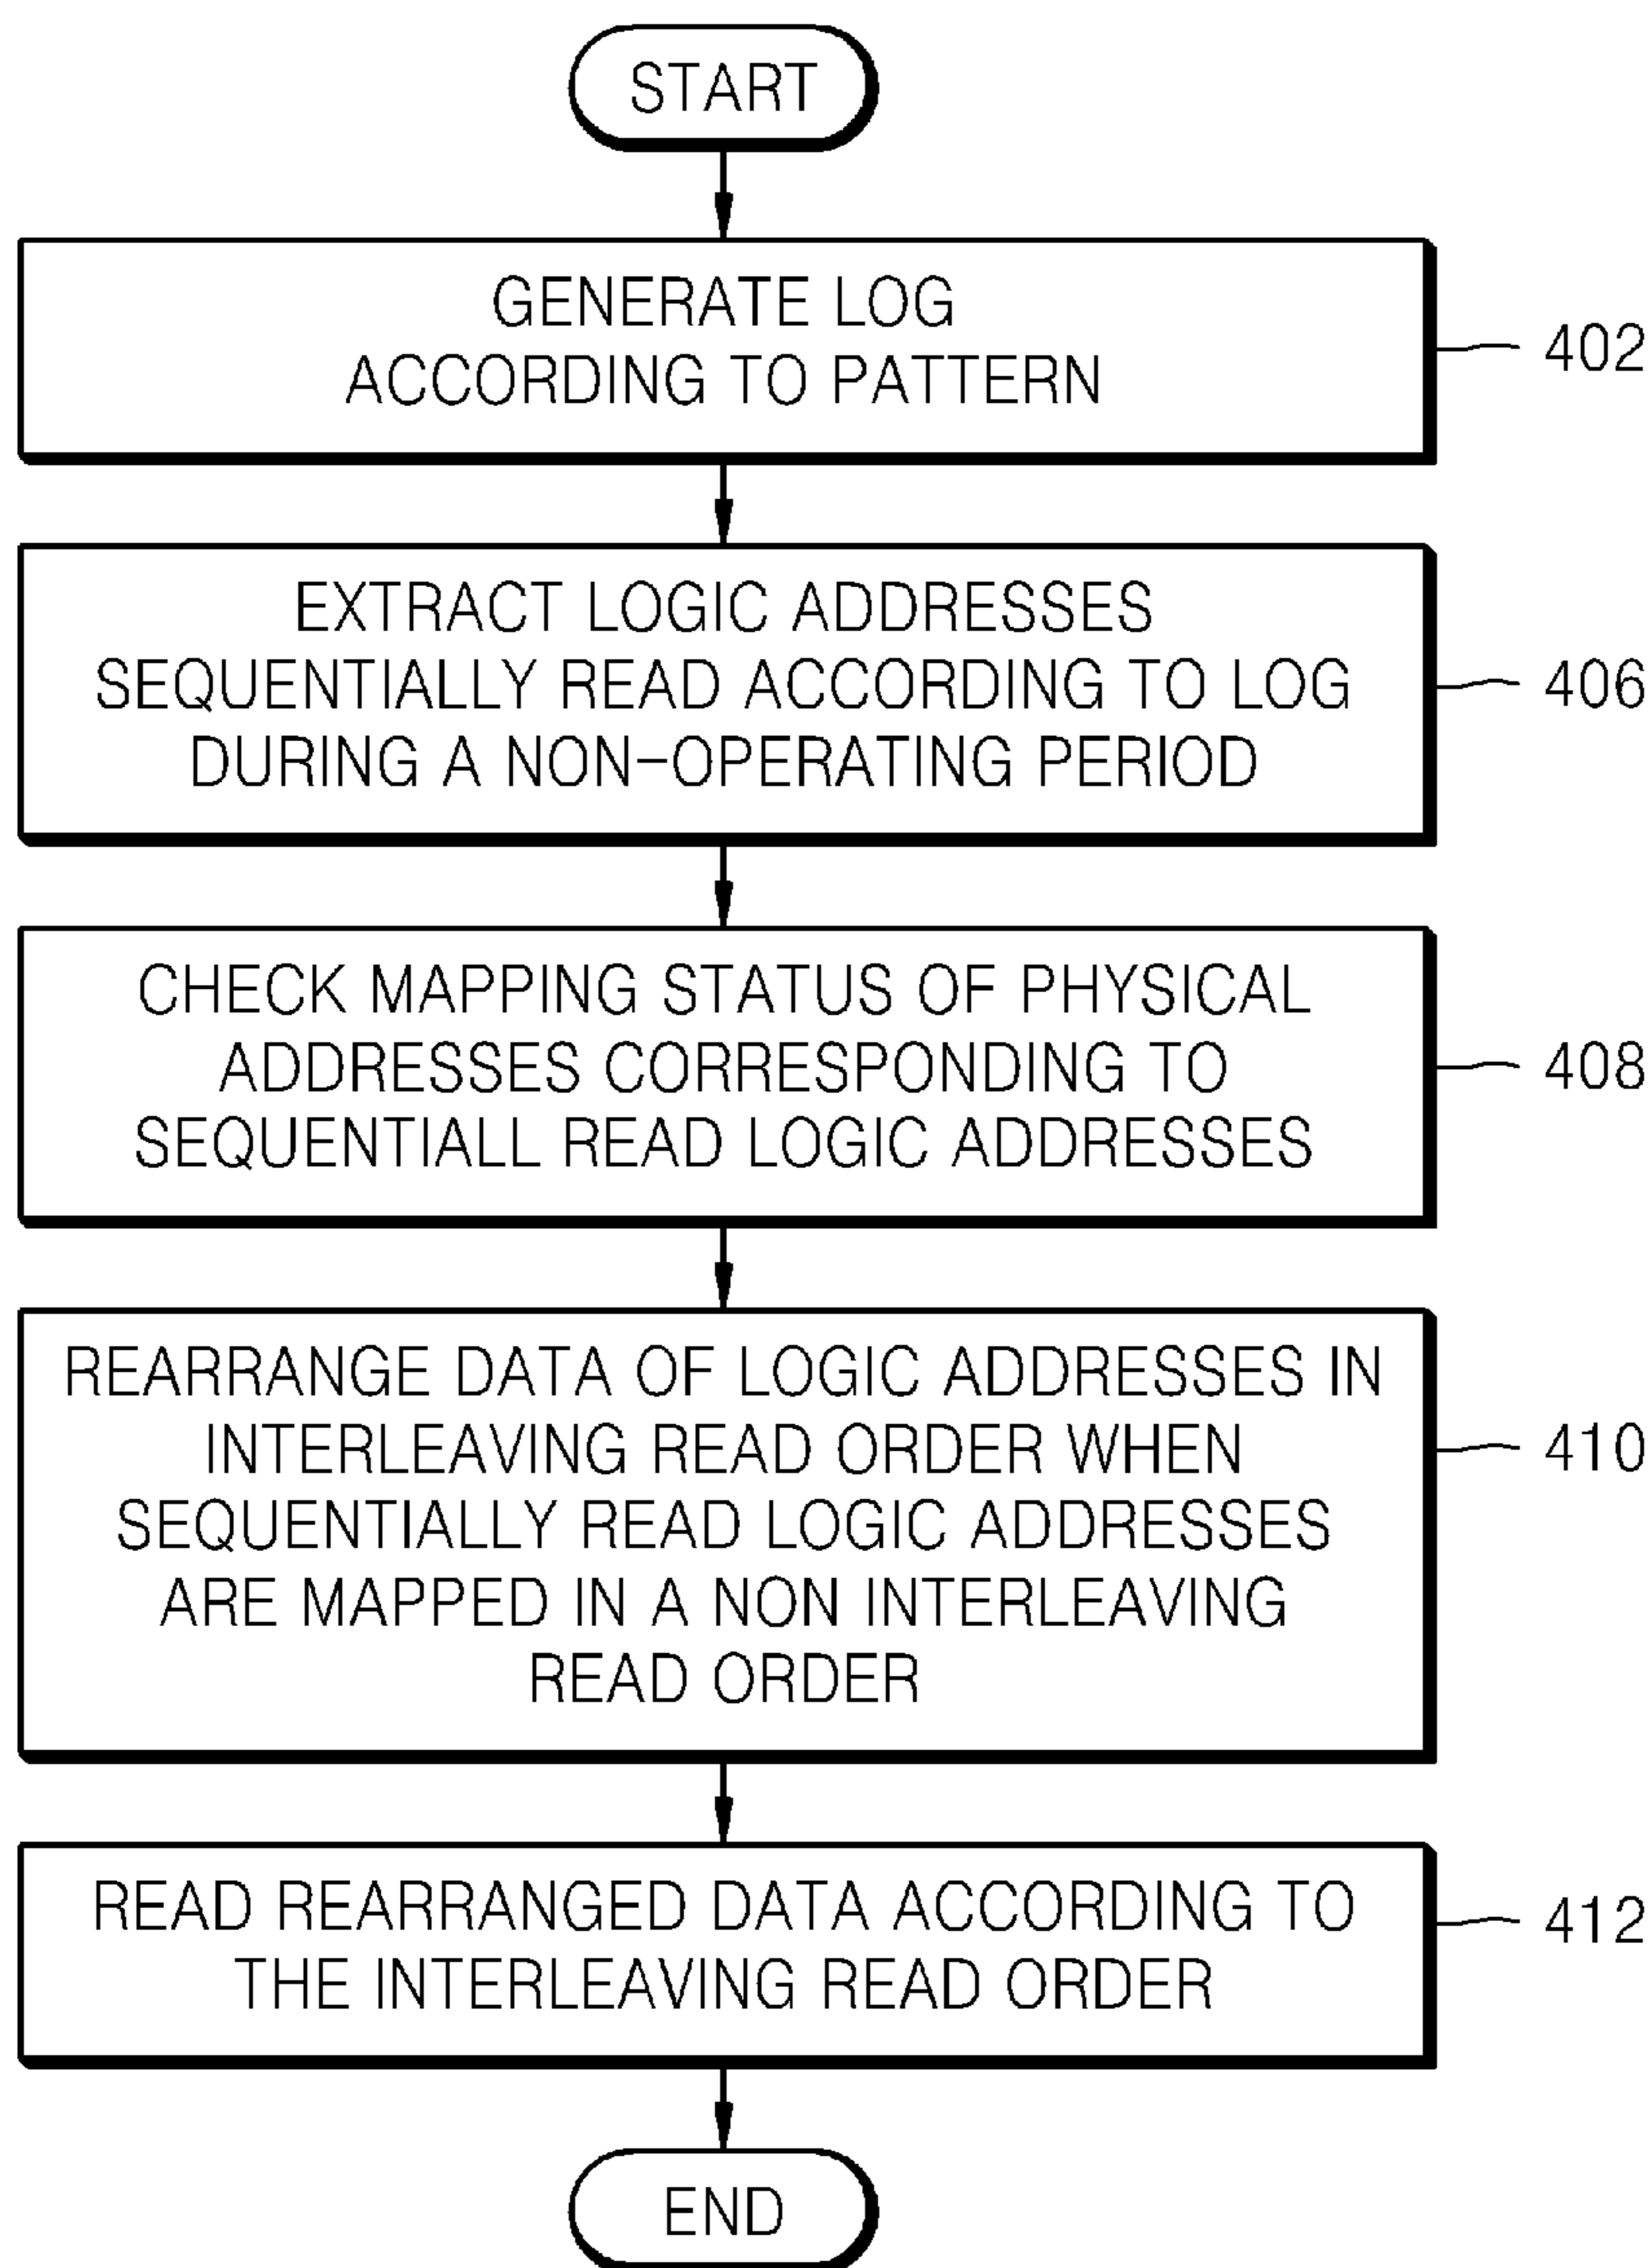 START
GENERATE LOG
ACCORDING TO PATTERN
402
EXTRACT LOGIC ADDRESSES
SEQUENTIALLY READ ACCORDING TO LOG
DURING A NON-OPERATING PERIOD
406
CHECK MAPPING STATUS OF PHYSICAL
ADDRESSES CORRESPONDING TO
SEQUENTIALL READ LOGIC ADDRESSES
408
REARRANGE DATA OF LOGIC ADDRESSES IN
INTERLEAVING READ ORDER WHEN
SEQUENTIALLY READ LOGIC ADDRESSES
ARE MAPPED IN A NON INTERLEAVING
READ ORDER
410
READ REARRANGED DATA ACCORDING TO
THE INTERLEAVING READ ORDER
412
END